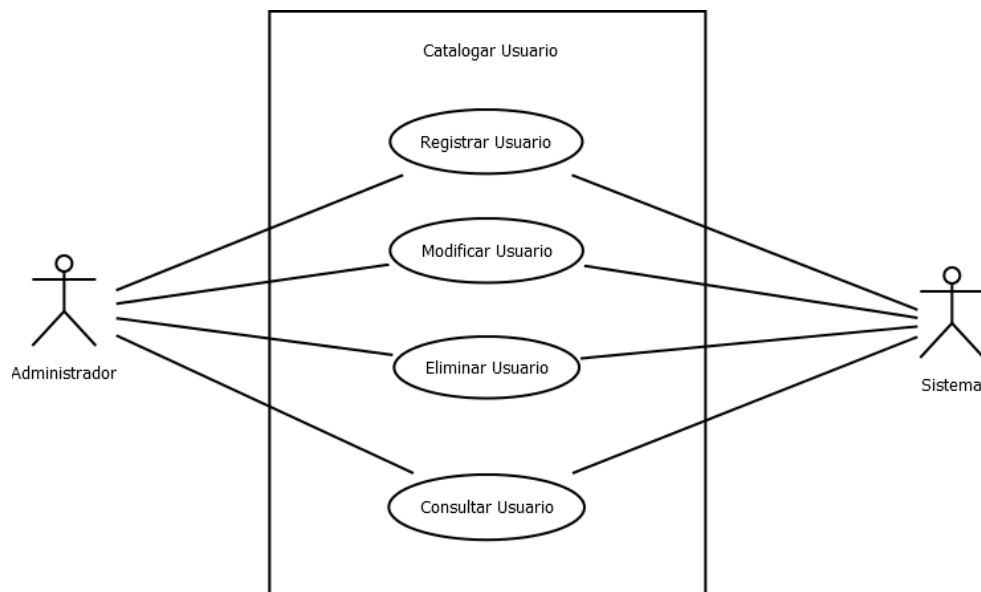 Catalogar Usuario
Registrar Usuario
Modificar Usuario
Eliminar Usuario
Consultar Usuario
Administrador
Sistema